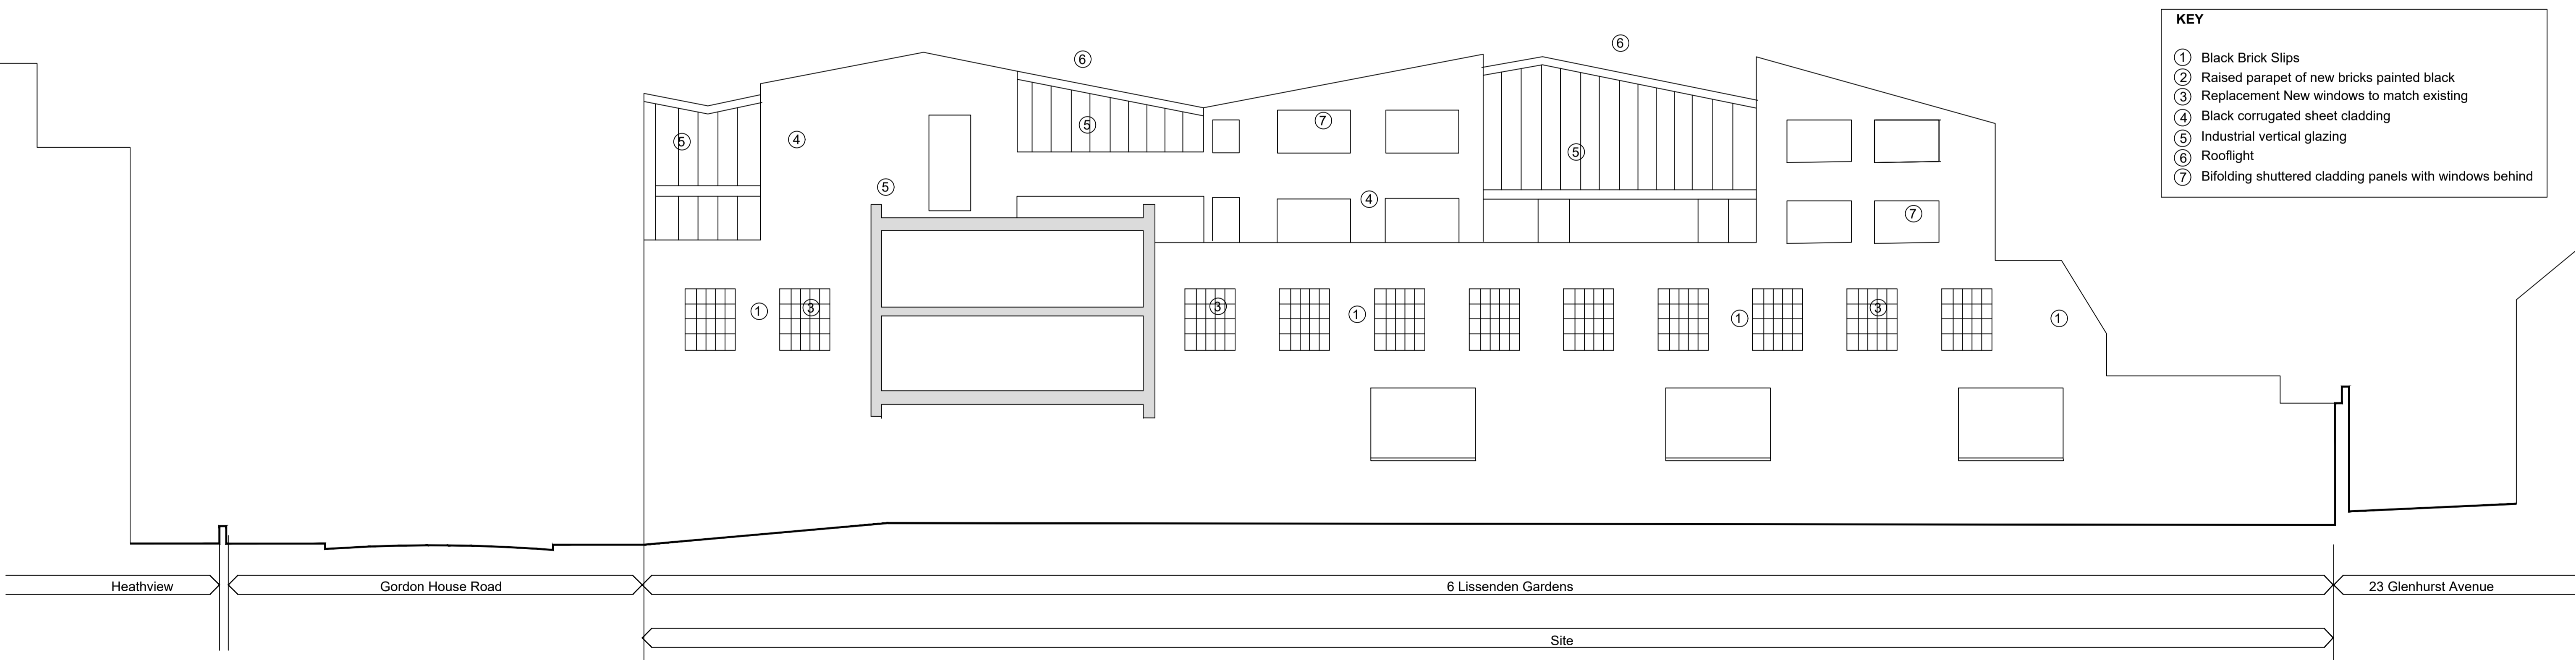 KEY
1 Black Brick Slips
2 Raised parapet of new bricks painted black
3 Replacement New windows to match existing
4 Black corrugated sheet cladding
5 Industrial vertical glazing
6 Rooflight
7 Bifolding shuttered cladding panels with windows behind
6
6
7
5
5
4
5
5
4
7
3
3
3
1
1
1
1
Heathview
Gordon House Road
6 Lissenden Gardens
23 Glenhurst Avenue
Site